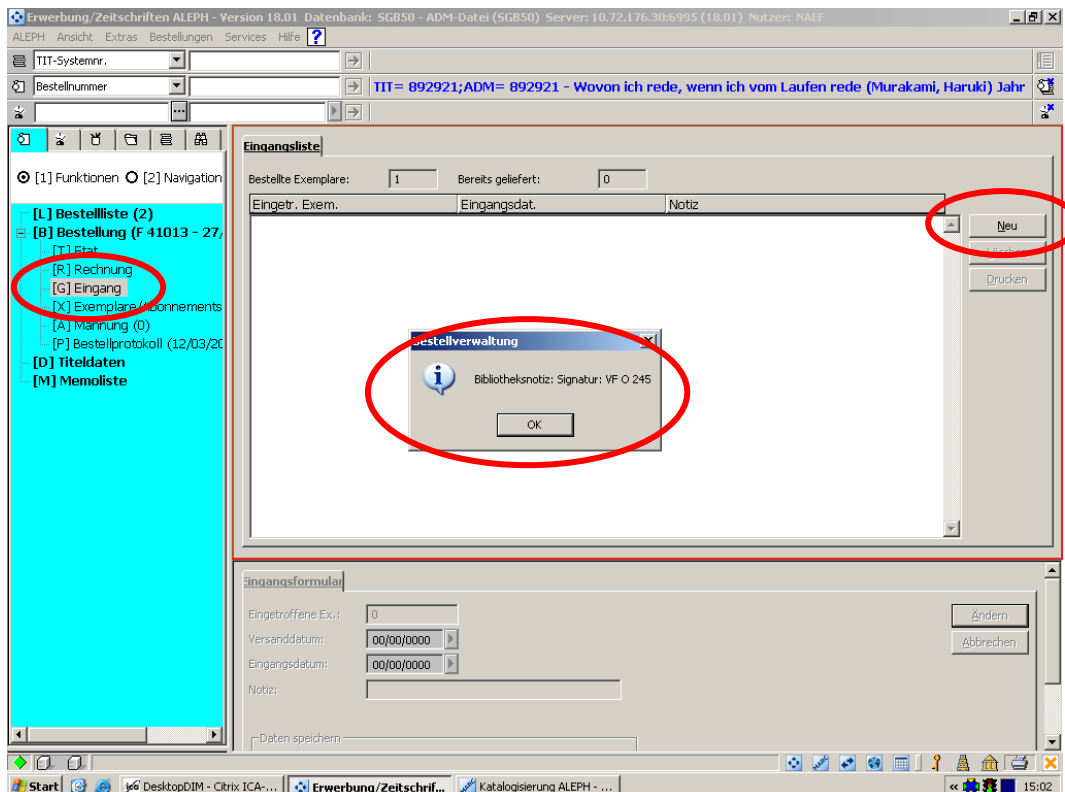 Erwerbung/Zeitschriften ALEPH - Version 18.01 Datenbank: SGB50 - ADM-Datei (SGB50) Server: 10.72.176.30:6995 (18.01) Nutzer: NAEF
ALEPH Ansicht Extras Bestellungen Services Hilfe ?
TIT-Systemnr.
Bestellnummer TIT= 892921;ADM= 892921 - Wovon ich rede, wenn ich vom Laufen rede (Murakami, Haruki) Jahr
[1] Funktionen [2] Navigation
[L] Bestellliste (2)
[B] Bestellung (F 41013 - 27/
[T] Etat
[R] Rechnung
[G] Eingang
[X] Exemplare/Abonnements
[A] Mahnung (0)
[P] Bestellprotokoll (12/03/20
[D] Titeldaten
[M] Memoliste
Eingangsliste
Bestellte Exemplare: 1 Bereits geliefert: 0
Eingetr. Exem. Eingangsdat. Notiz
Neu
Löschen
Drucken
Bestellverwaltung
Bibliotheksnotiz: Signatur: VF O 245
OK
Eingangsformular
Eingetroffene Ex.: 0
Versanddatum: 00/00/0000
Eingangsdatum: 00/00/0000
Notiz:
Ändern
Abbrechen
Daten speichern
Start DesktopDIM - Citrix ICA-... Erwerbung/Zeitschrif... Katalogisierung ALEPH - ... 15:02